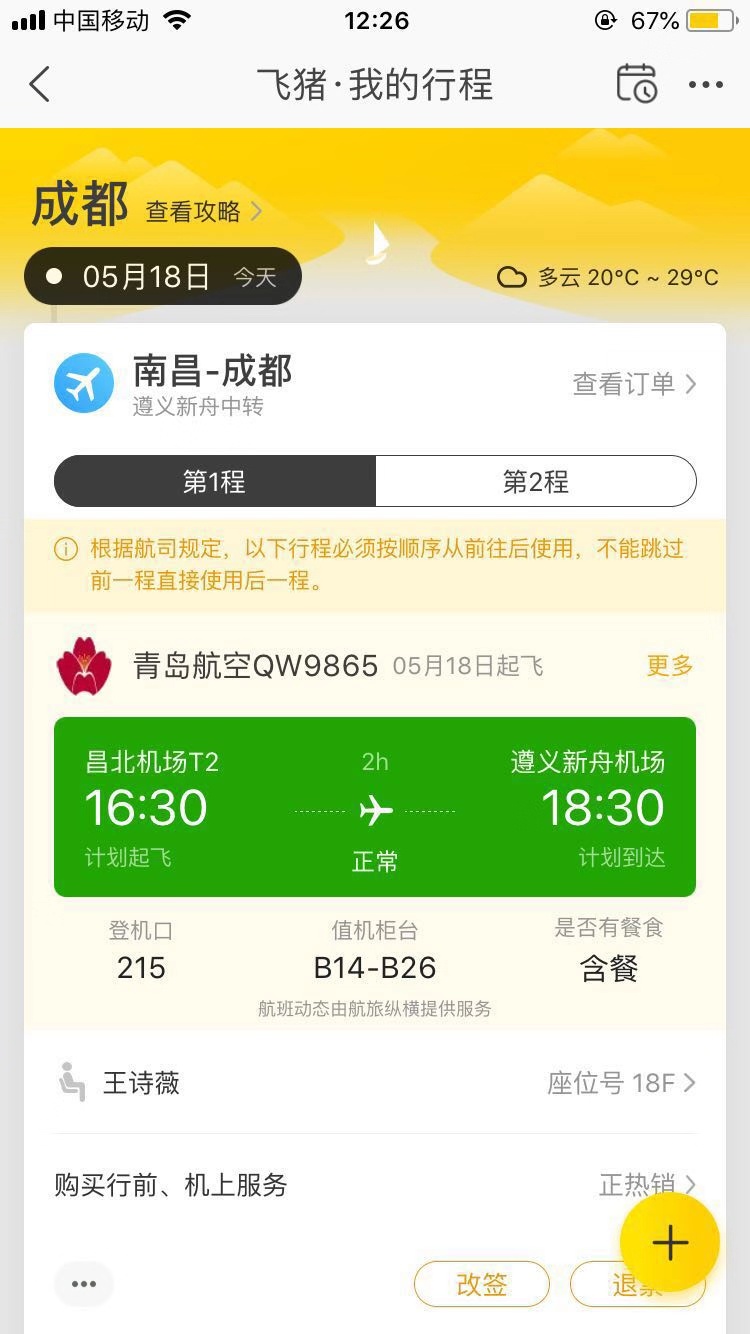 中国移动
12:26
67%
飞猪·我的行程
成都 查看攻略
05月18日 今天
多云 20°C ~ 29°C
南昌-成都
遵义新舟中转
查看订单
第1程
第2程
根据航司规定，以下行程必须按顺序从前往后使用，不能跳过
前一程直接使用后一程。
青岛航空QW9865 05月18日起飞
更多
昌北机场T2
2h
遵义新舟机场
16:30
18:30
计划起飞
正常
计划到达
登机口
值机柜台
是否有餐食
215
B14-B26
含餐
航班动态由航旅纵横提供服务
王诗薇
座位号 18F
购买行前、机上服务
正热销
改签
退票